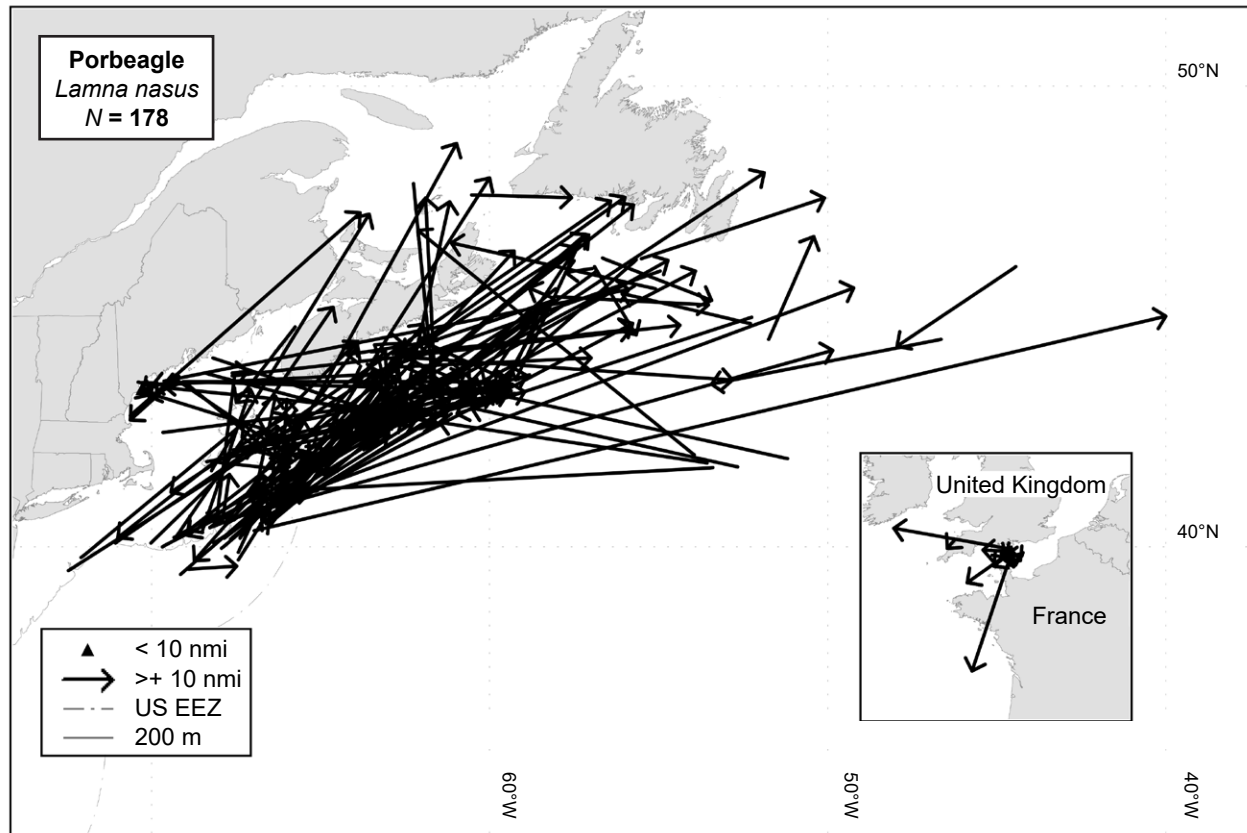 Porbeagle
Lamna nasus
N = 178
50°N
United Kingdom
40°N
France
▲ < 10 nmi
>+ 10 nmi
US EEZ
200 m
60°W
50°W
40°W